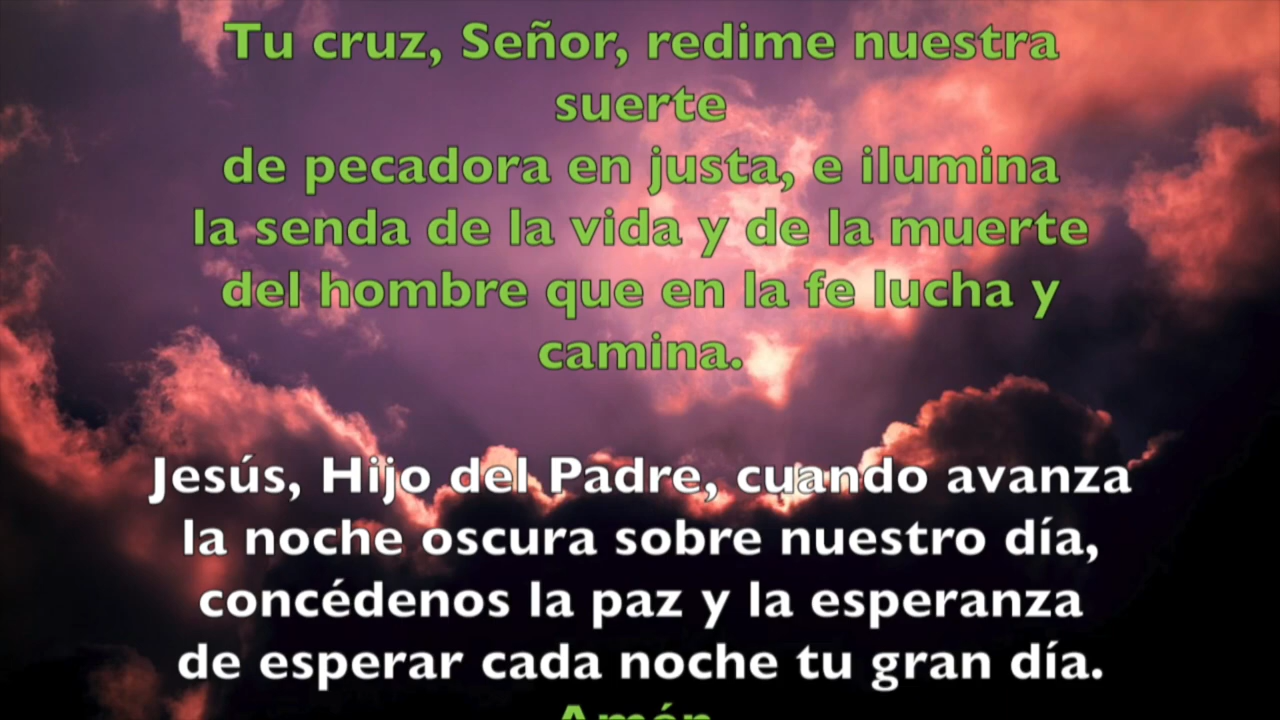 Tu cruz, Señor, redime nuestra
suerte
de pecadora en justa, e ilumina
la senda de la vida y de la muerte
del hombre que en la fe lucha y
camina.
Jesús, Hijo del Padre, cuando avanza
la noche oscura sobre nuestro día,
concédenos la paz y la esperanza
de esperar cada noche tu gran día.
Amén